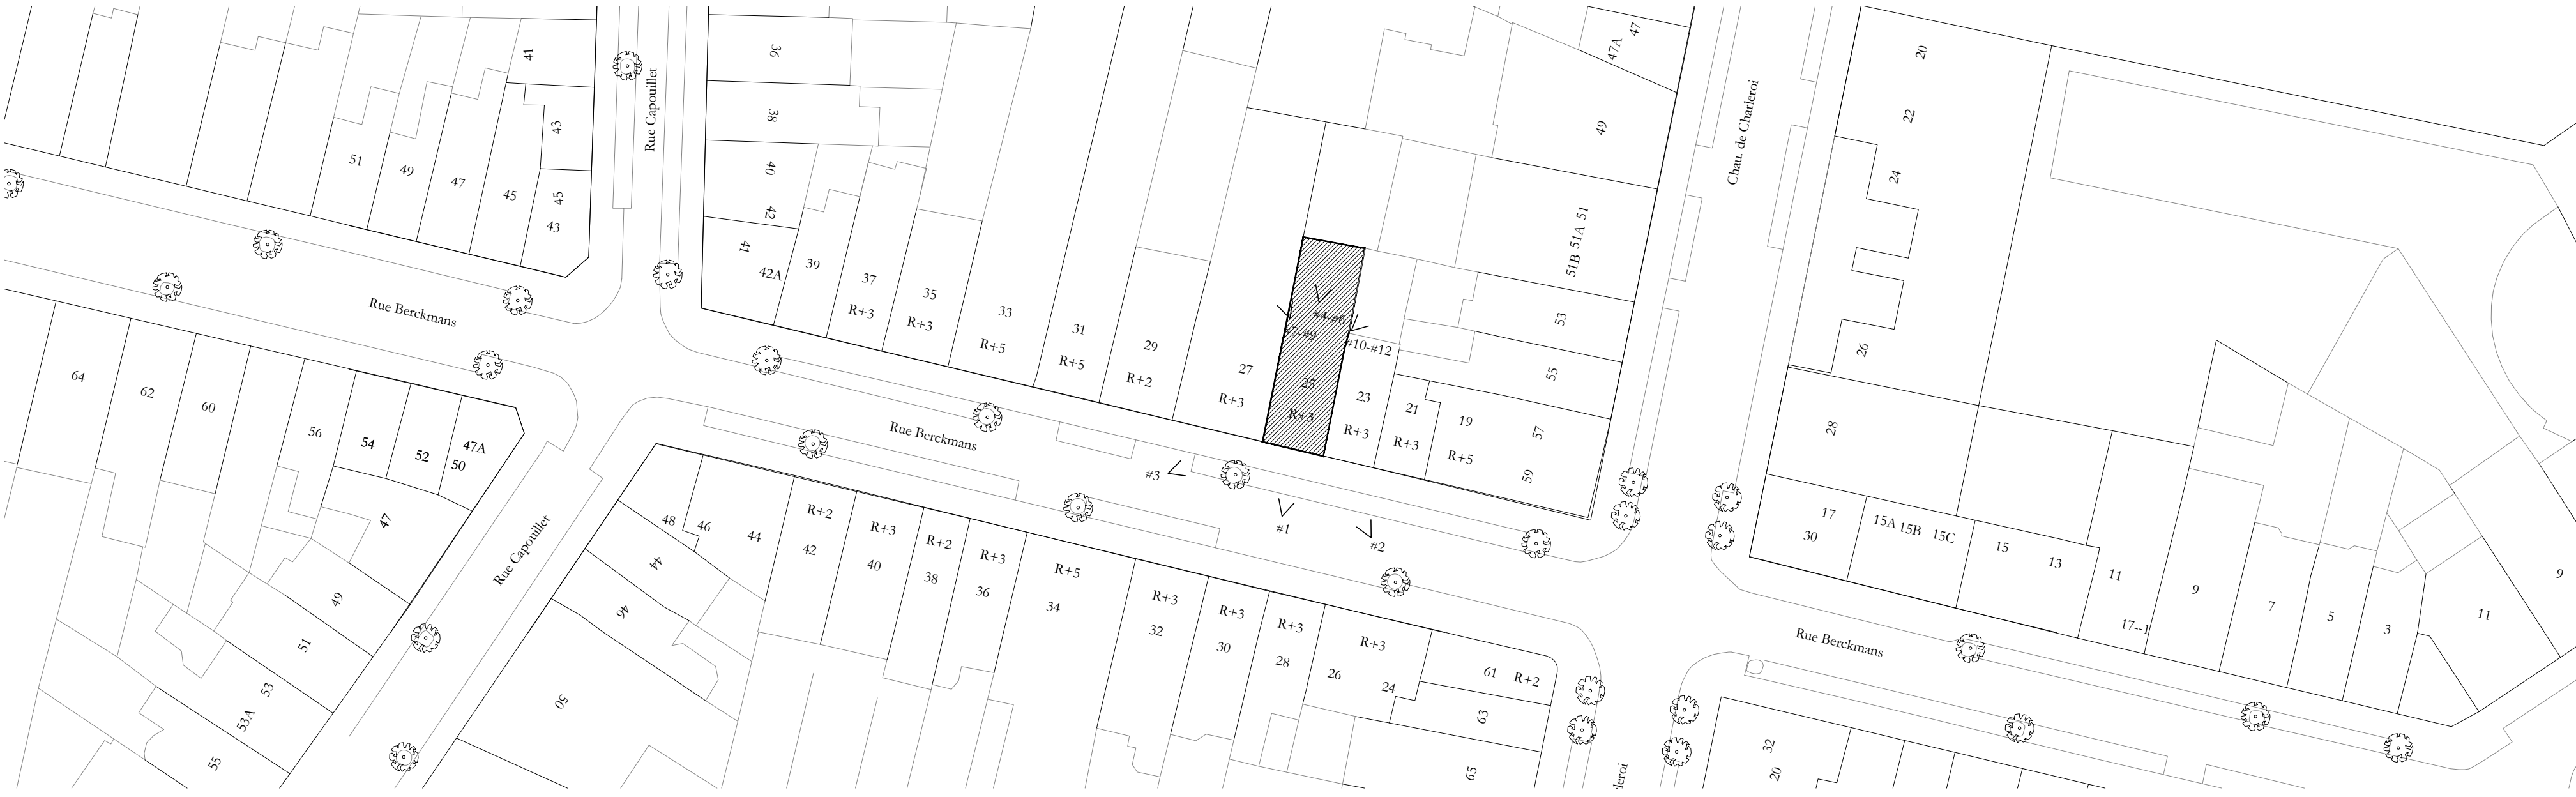 41
43
45
43
51
49
47
45
Rue Capouillet
36
38
40
42
41
42A
39
37
R+3
35
R+3
33
R+5
31
R+5
29
R+2
27
R+3
#7-#9
#4-#6
25
R+3
#10-#12
23
R+3
21
R+3
19
R+5
57
59
55
53
51B 51A 51
49
47A
47
Chau. de Charleroi
20
22
24
26
28
17
30
15A 15B 15C
15
13
11
17--1
9
7
5
3
11
9
Rue Berckmans
Rue Berckmans
Rue Berckmans
#3
#1
#2
64
62
60
56
54
52
47A
50
47
49
51
53
53A
55
Rue Capouillet
48
46
44
44
46
50
R+2
42
R+3
40
R+2
38
R+3
36
R+5
34
R+3
32
R+3
30
R+3
28
R+3
26
24
61 R+2
63
65
leroi
32
20